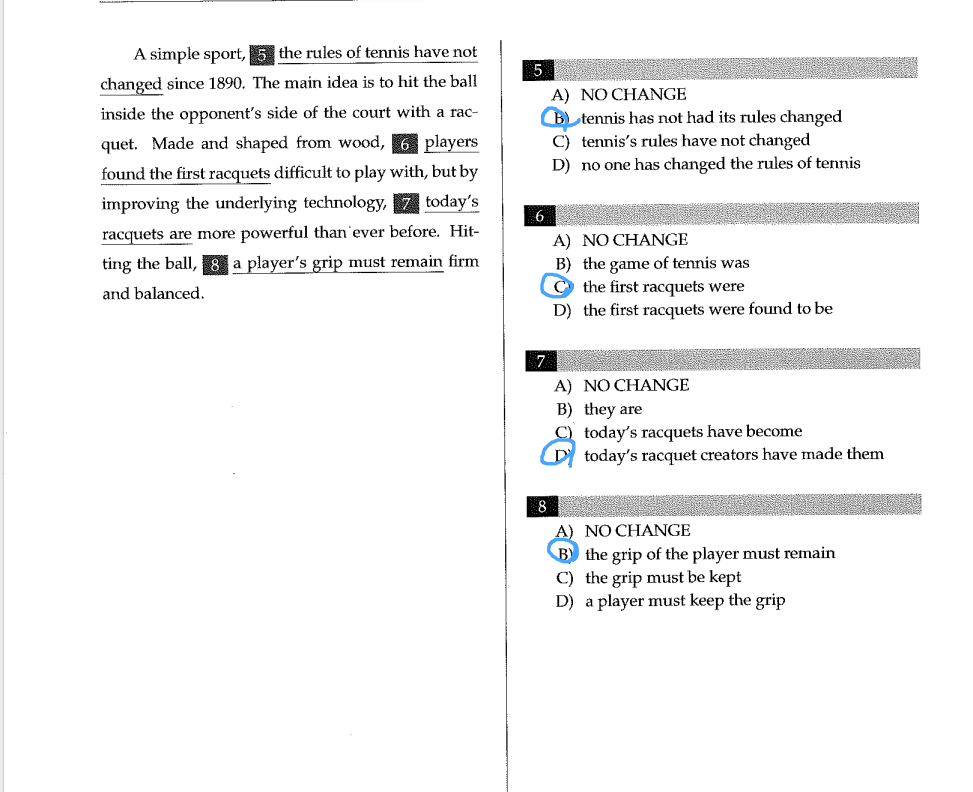 A simple sport, 5 the rules of tennis have not
changed since 1890. The main idea is to hit the ball
inside the opponent's side of the court with a rac-
quet. Made and shaped from wood, 6 players
found the first racquets difficult to play with, but by
improving the underlying technology, 7 today's
racquets are more powerful than ever before. Hit-
ting the ball, 8 a player's grip must remain firm
and balanced.
5
A) NO CHANGE
B) tennis has not had its rules changed
C) tennis's rules have not changed
D) no one has changed the rules of tennis
6
A) NO CHANGE
B) the game of tennis was
C) the first racquets were
D) the first racquets were found to be
7
A) NO CHANGE
B) they are
C) today's racquets have become
D) today's racquet creators have made them
8
A) NO CHANGE
B) the grip of the player must remain
C) the grip must be kept
D) a player must keep the grip